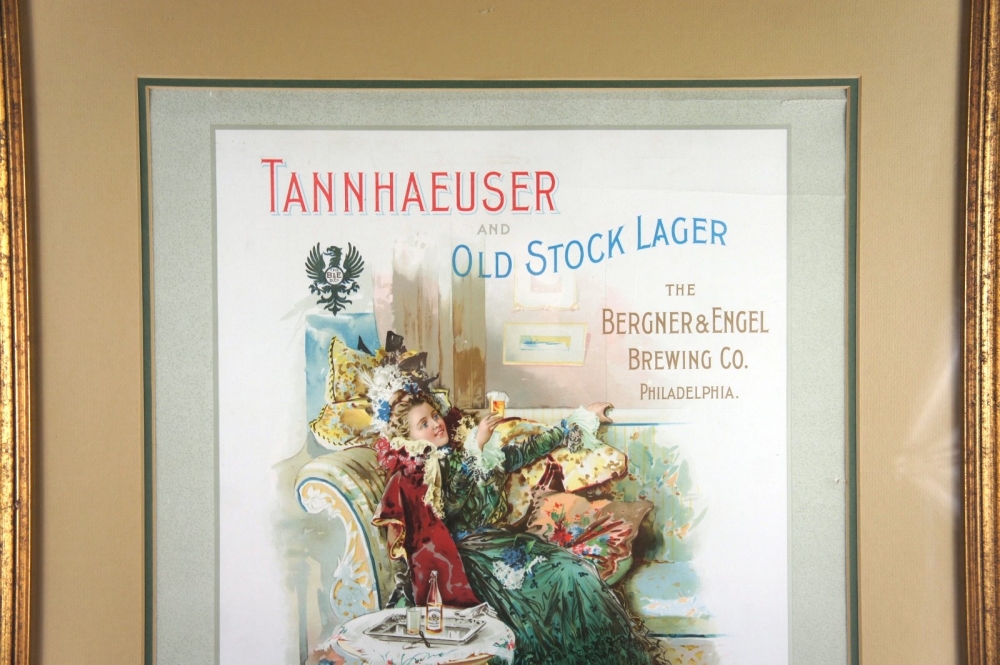 TANNHAEUSER
AND
OLD STOCK LAGER
THE
BERGNER & ENGEL
BREWING CO.
PHILADELPHIA.
B&E